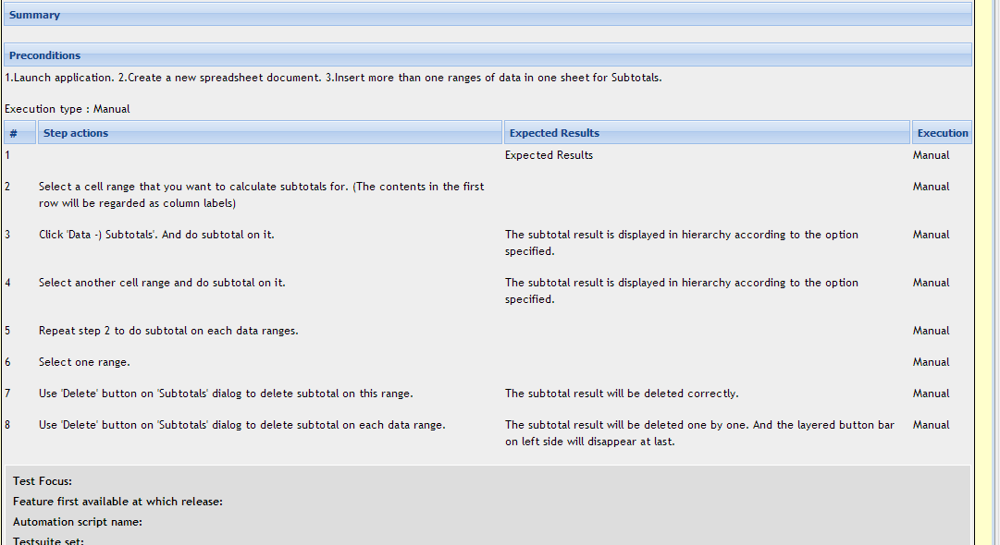 Summary
Preconditions
1.Launch application. 2.Create a new spreadsheet document. 3.Insert more than one ranges of data in one sheet for Subtotals.
Execution type : Manual
# Step actions Expected Results Execution
1 Expected Results Manual
2 Select a cell range that you want to calculate subtotals for. (The contents in the first Manual
row will be regarded as column labels)
3 Click 'Data -) Subtotals'. And do subtotal on it. The subtotal result is displayed in hierarchy according to the option Manual
specified.
4 Select another cell range and do subtotal on it. The subtotal result is displayed in hierarchy according to the option Manual
specified.
5 Repeat step 2 to do subtotal on each data ranges. Manual
6 Select one range. Manual
7 Use 'Delete' button on 'Subtotals' dialog to delete subtotal on this range. The subtotal result will be deleted correctly. Manual
8 Use 'Delete' button on 'Subtotals' dialog to delete subtotal on each data range. The subtotal result will be deleted one by one. And the layered button bar Manual
on left side will disappear at last.
Test Focus:
Feature first available at which release:
Automation script name:
Testsuite set: